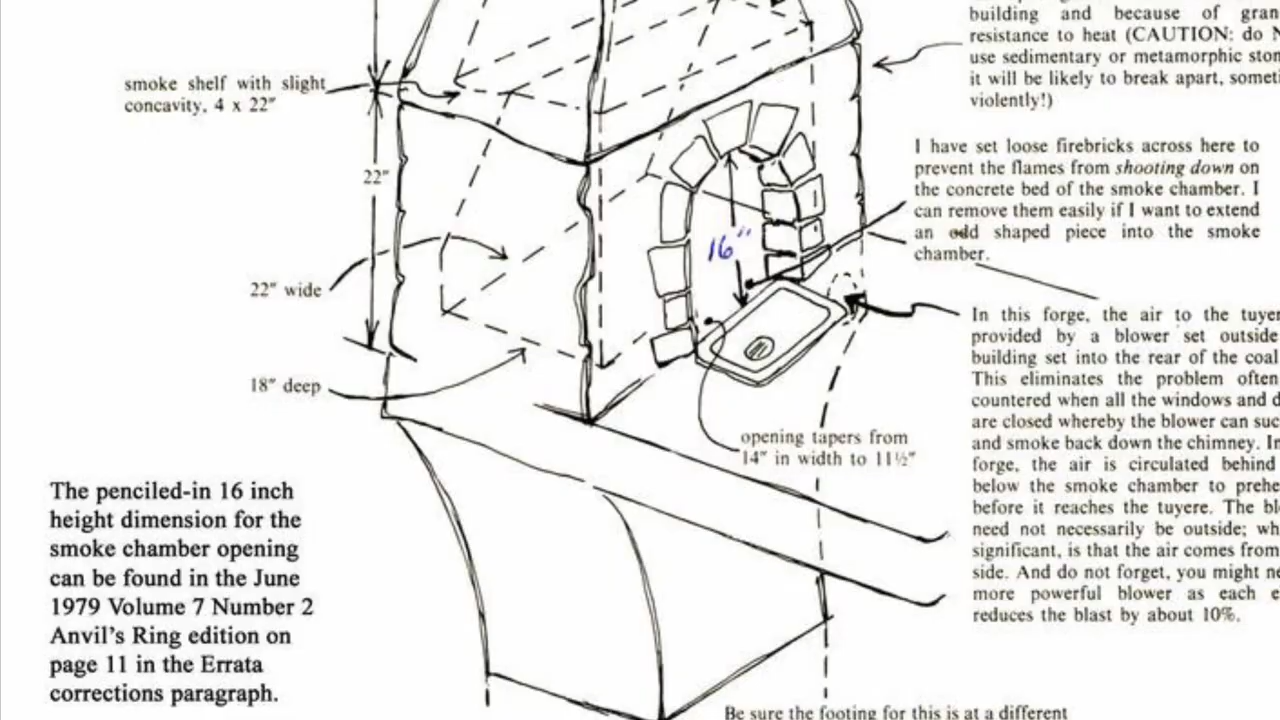 building and because of
resistance to heat (CAUTION: do
use sedimentary or metamorphic
it will be likely to break apart,
violently!)
smoke shelf with slight
concavity, 4 x 22"
I have set loose firebricks across here to
prevent the flames from shooting down on
the concrete bed of the smoke chamber. I
can remove them easily if I want to extend
an odd shaped piece into the smoke
chamber.
22"
16"
22" wide
In this forge, the air to the
provided by a blower set outside
building set into the rear of the coal
This eliminates the problem often
countered when all the windows and
are closed whereby the blower can
and smoke back down the chimney.
forge, the air is circulated behind
below the smoke chamber to
before it reaches the tuyere. The
need not necessarily be outside;
significant, is that the air comes from
side. And do not forget, you might
more powerful blower as each
reduces the blast by about 10%.
18" deep
opening tapers from
14" in width to 11½"
The penciled-in 16 inch
height dimension for the
smoke chamber opening
can be found in the June
1979 Volume 7 Number 2
Anvil's Ring edition on
page 11 in the Errata
corrections paragraph.
Be sure the footing for this is at a different